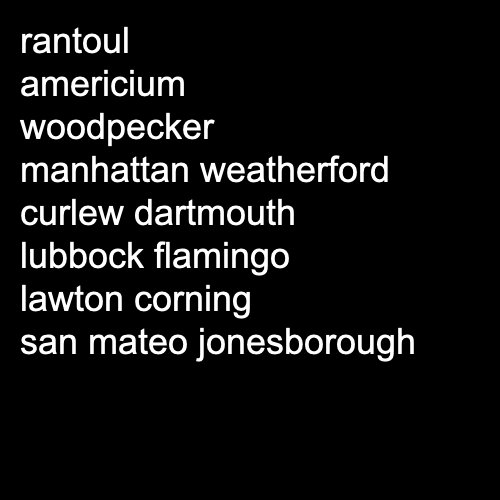 rantoul
americium
woodpecker
manhattan weatherford
curlew dartmouth
lubbock flamingo
lawton corning
san mateo jonesborough